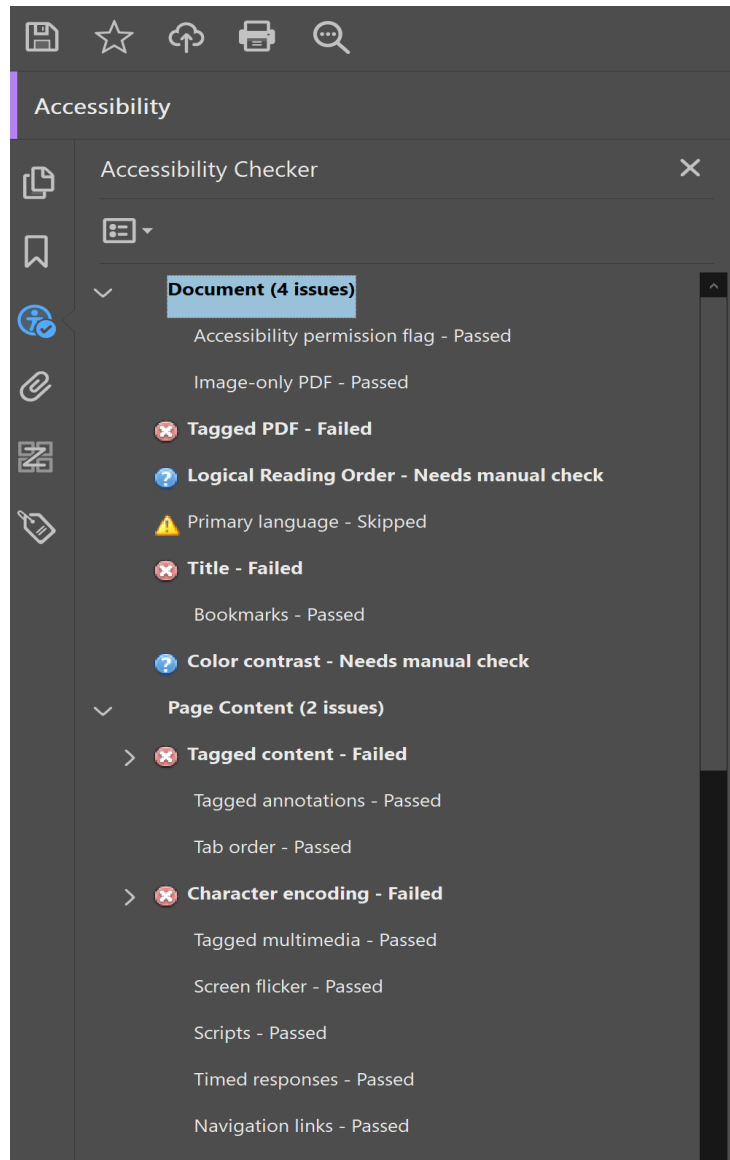 Accessibility
Accessibility Checker
Document (4 issues)
Accessibility permission flag - Passed
Image-only PDF - Passed
Tagged PDF - Failed
Logical Reading Order - Needs manual check
Primary language - Skipped
Title - Failed
Bookmarks - Passed
Color contrast - Needs manual check
Page Content (2 issues)
Tagged content - Failed
Tagged annotations - Passed
Tab order - Passed
Character encoding - Failed
Tagged multimedia - Passed
Screen flicker - Passed
Scripts - Passed
Timed responses - Passed
Navigation links - Passed